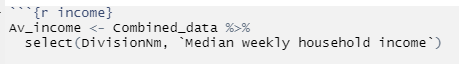 ```{r income}
Av_income <- Combined_data %>%
  select(DivisionNm, `Median weekly household income`)